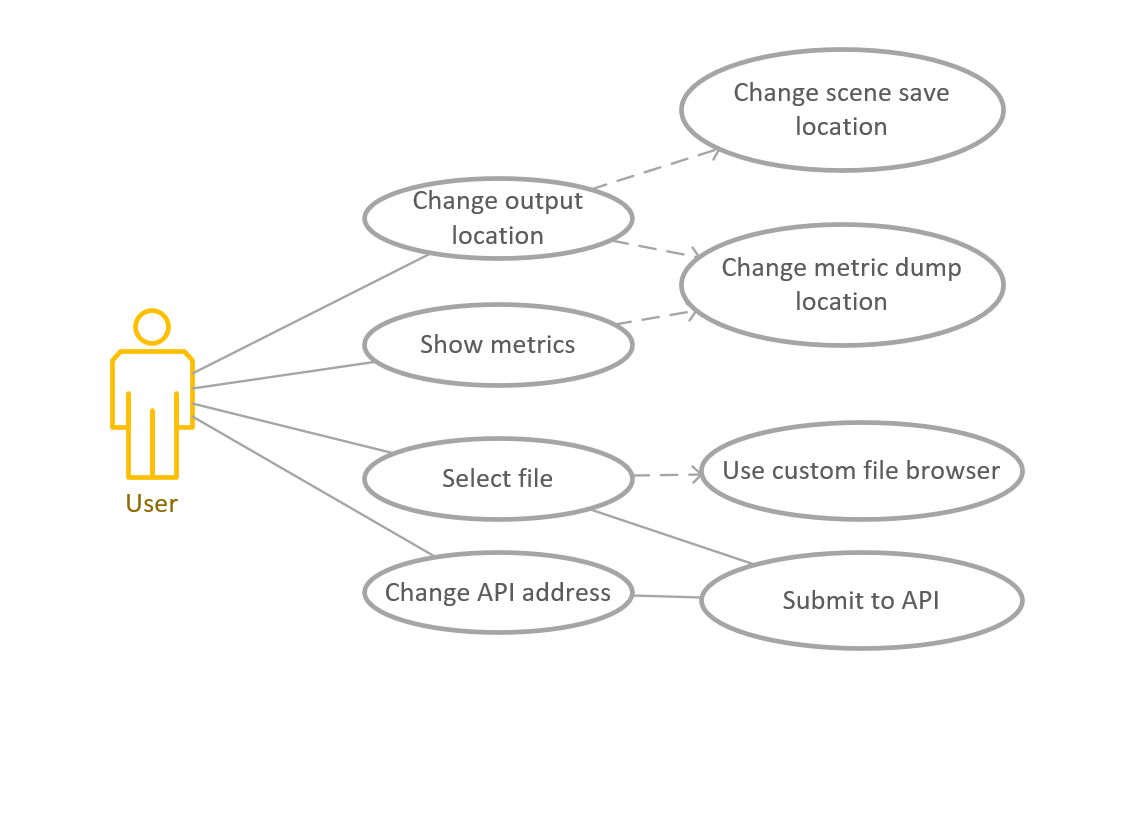 Change scene save
location
Change output
location
Change metric dump
location
Show metrics
Select file
Use custom file browser
User
Change API address
Submit to API